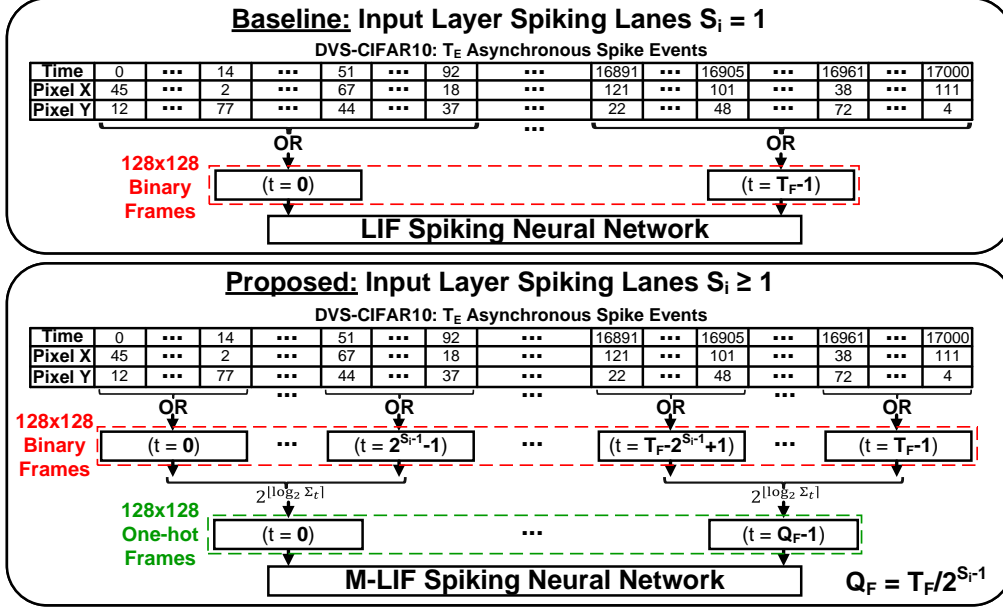 Baseline: Input Layer Spiking Lanes Sᵢ = 1
DVS-CIFAR10: T_E Asynchronous Spike Events
Time 0 ··· 14 ··· 51 ··· 92 ··· 16891 ··· 16905 ··· 16961 ··· 17000
Pixel X 45 ··· 2 ··· 67 ··· 18 ··· 121 ··· 101 ··· 38 ··· 111
Pixel Y 12 ··· 77 ··· 44 ··· 37 ··· 22 ··· 48 ··· 72 ··· 4
···
OR OR
128x128
Binary
Frames
(t = 0) (t = T_F-1)
LIF Spiking Neural Network
Proposed: Input Layer Spiking Lanes Sᵢ ≥ 1
DVS-CIFAR10: T_E Asynchronous Spike Events
Time 0 ··· 14 ··· 51 ··· 92 ··· 16891 ··· 16905 ··· 16961 ··· 17000
Pixel X 45 ··· 2 ··· 67 ··· 18 ··· 121 ··· 101 ··· 38 ··· 111
Pixel Y 12 ··· 77 ··· 44 ··· 37 ··· 22 ··· 48 ··· 72 ··· 4
··· ··· ···
OR OR OR OR
128x128
Binary
Frames
(t = 0) ··· (t = 2^{Sᵢ-1}-1) ··· (t = T_F-2^{Sᵢ-1}+1) ··· (t = T_F-1)
2^{⌊log₂ Σ_t⌉} 2^{⌊log₂ Σ_t⌉}
128x128
One-hot
Frames
(t = 0) ··· (t = Q_F-1)
M-LIF Spiking Neural Network
Q_F = T_F/2^{Sᵢ-1}